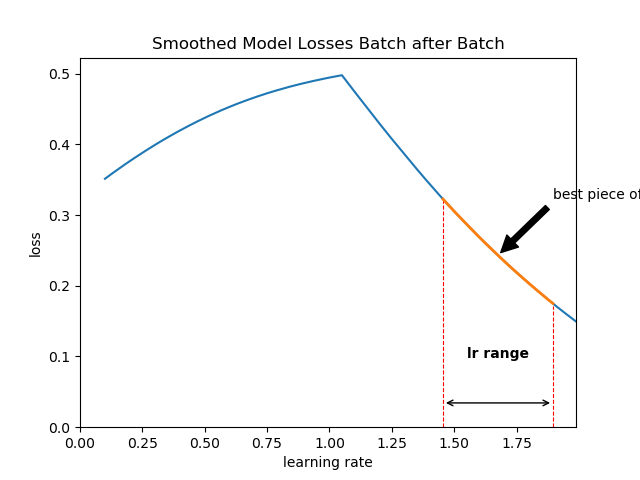 Smoothed Model Losses Batch after Batch
0.5
0.4
0.3
0.2
0.1
0.0
loss
best piece of
lr range
0.00 0.25 0.50 0.75 1.00 1.25 1.50 1.75
learning rate